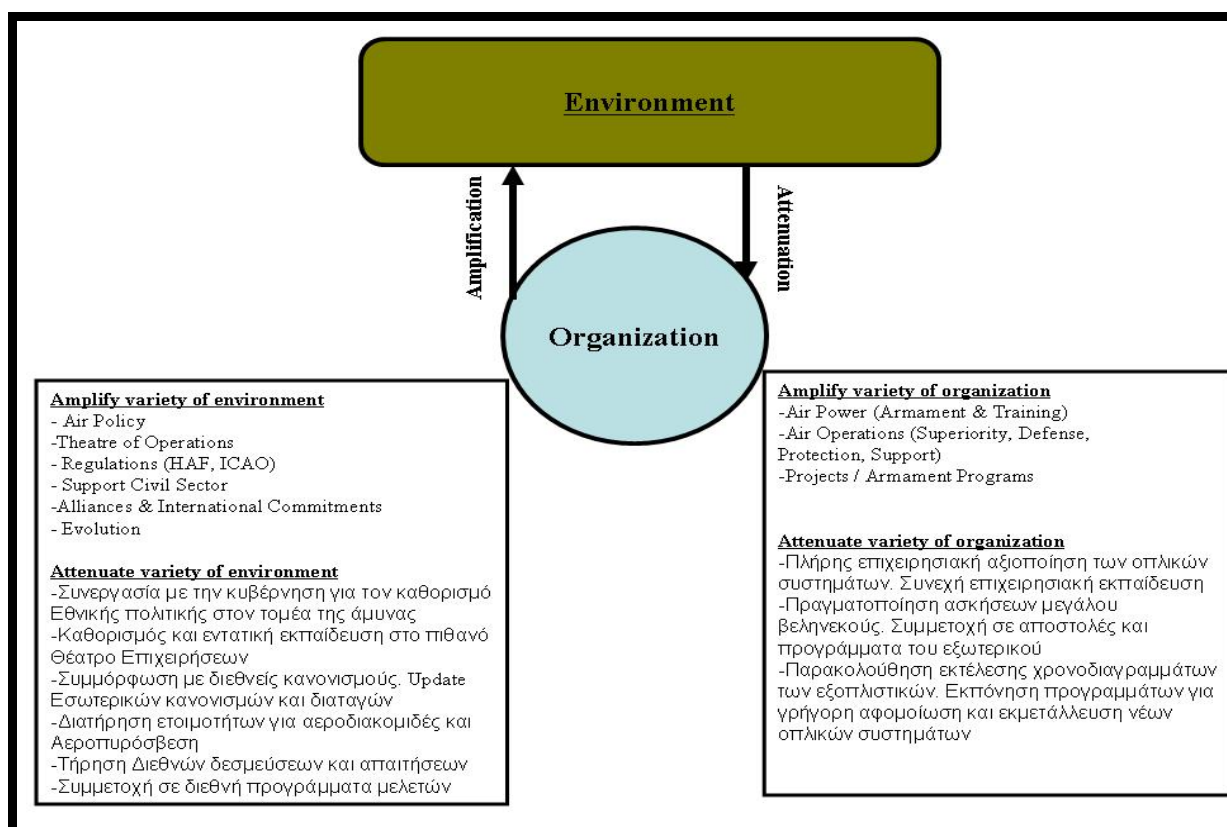 Environment
Amplification
Attenuation
Organization
Amplify variety of environment
- Air Policy
-Theatre of Operations
- Regulations (HAF, ICAO)
- Support Civil Sector
-Alliances & International Commitments
- Evolution
Attenuate variety of environment
-Συνεργασία με την κυβέρνηση για τον καθορισμό
Εθνικής πολιτικής στον τομέα της άμυνας
-Καθορισμός και εντατική εκπαίδευση στο πιθανό
Θέατρο Επιχειρήσεων
-Συμμόρφωση με διεθνείς κανονισμούς. Update
Εσωτερικών κανονισμών και διαταγών
-Διατήρηση ετοιμοτήτων για αεροδιακομιδές και
Αεροπυρόσβεση
-Τήρηση Διεθνών δεσμεύσεων και απαιτήσεων
-Συμμετοχή σε διεθνή προγράμματα μελετών
Amplify variety of organization
-Air Power (Armament & Training)
-Air Operations (Superiority, Defense,
Protection, Support)
-Projects / Armament Programs
Attenuate variety of organization
-Πλήρης επιχειρησιακή αξιοποίηση των οπλικών
συστημάτων. Συνεχή επιχειρησιακή εκπαίδευση
-Πραγματοποίηση ασκήσεων μεγάλου
βεληνεκούς. Συμμετοχή σε αποστολές και
προγράμματα του εξωτερικού
-Παρακολούθηση εκτέλεσης χρονοδιαγραμμάτων
των εξοπλιστικών. Εκπόνηση προγραμμάτων για
γρήγορη αφομοίωση και εκμετάλλευση νέων
οπλικών συστημάτων